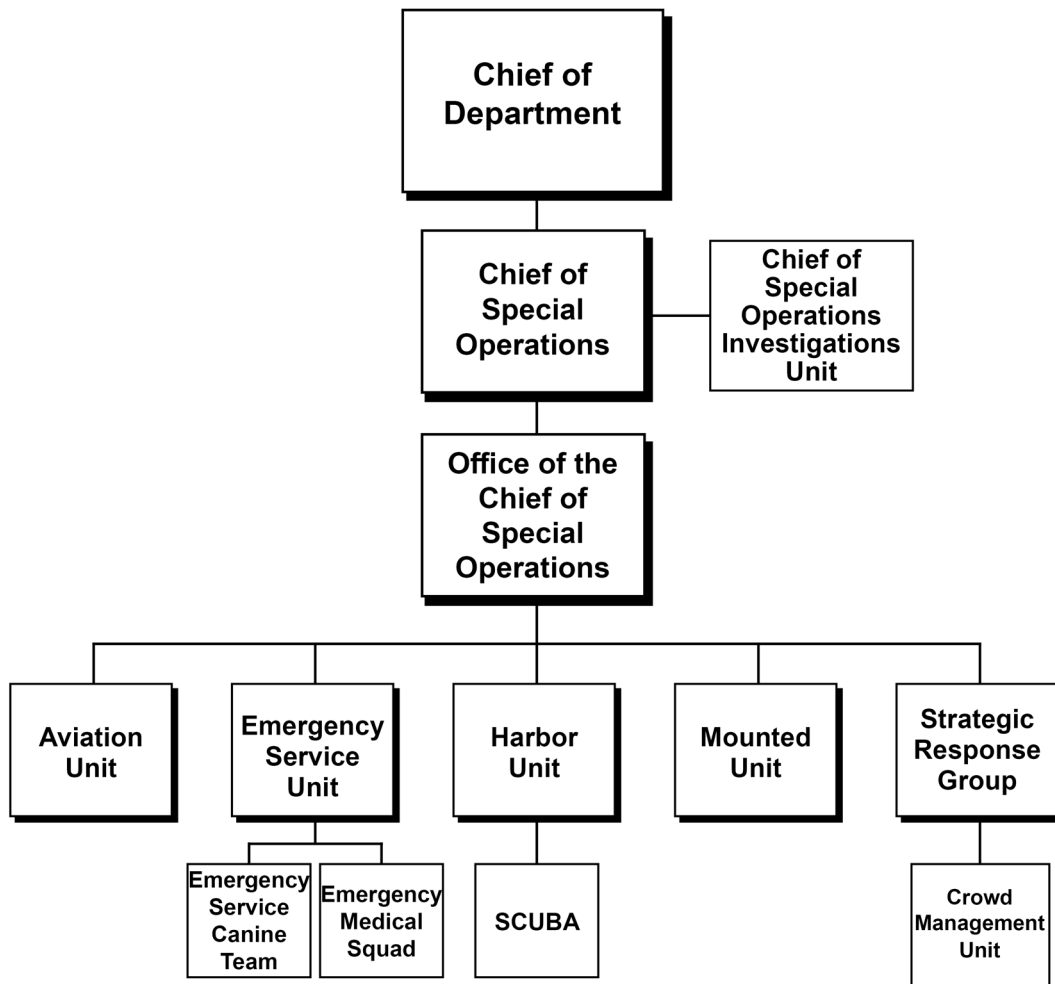 Chief of
Department
Chief of
Special
Operations
Chief of
Special
Operations
Investigations
Unit
Office of the
Chief of
Special
Operations
Aviation
Unit
Emergency
Service
Unit
Harbor
Unit
Mounted
Unit
Strategic
Response
Group
Emergency
Service
Canine
Team
Emergency
Medical
Squad
SCUBA
Crowd
Management
Unit